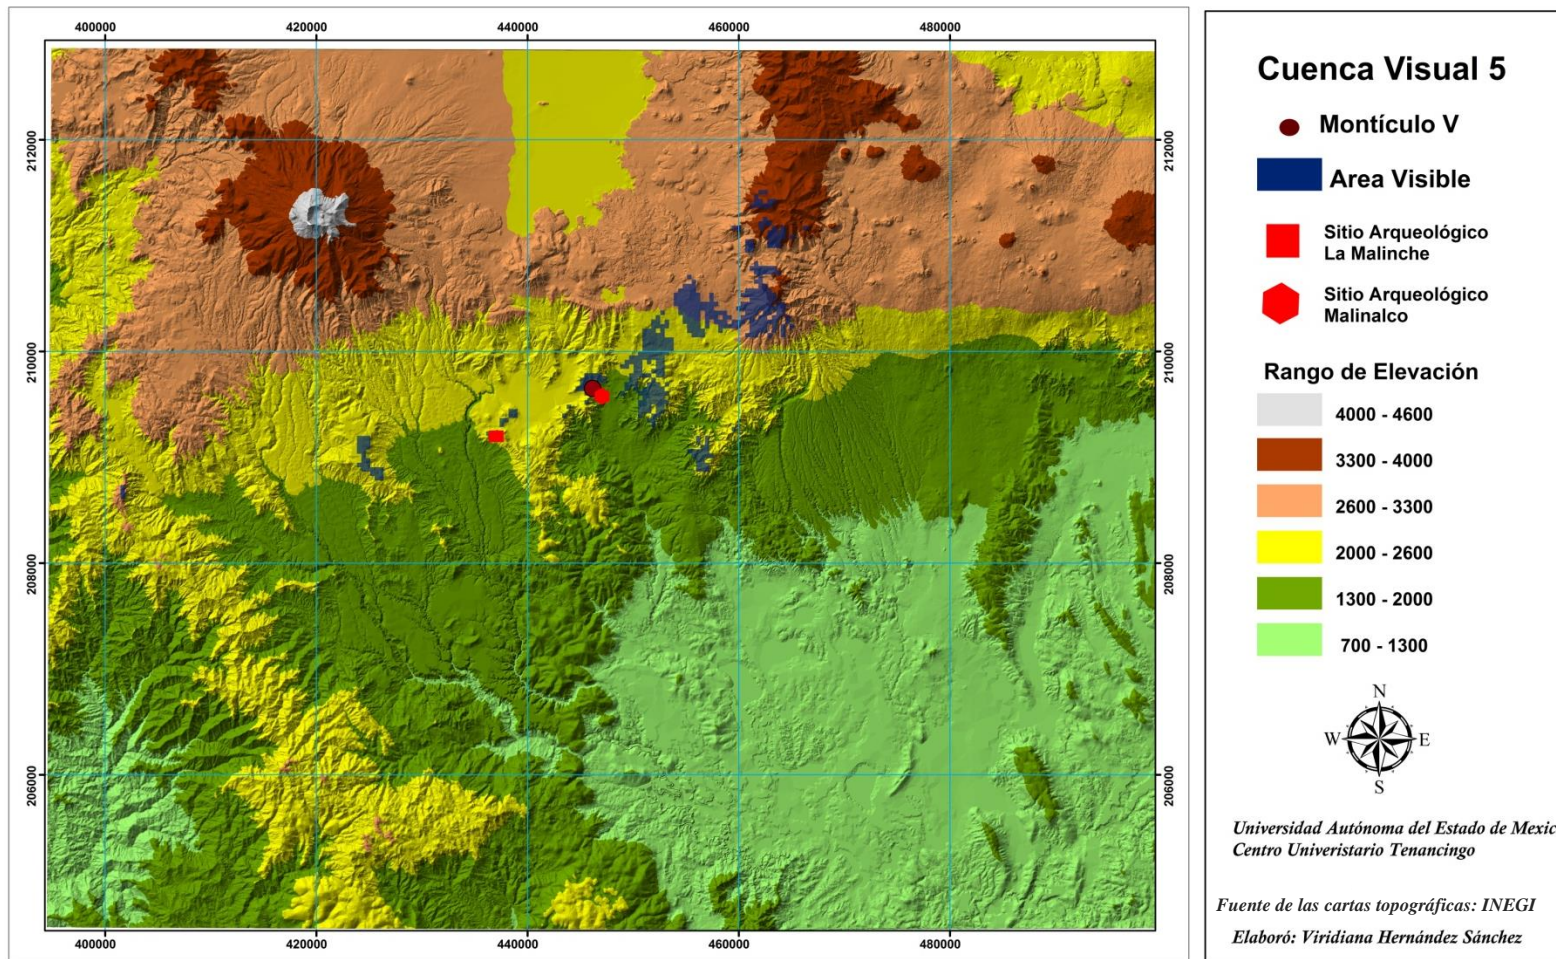 400000 420000 440000 460000 480000
212000 212000
210000 210000
208000 208000
206000 206000
400000 420000 440000 460000 480000
Cuenca Visual 5
Montículo V
Area Visible
Sitio Arqueológico
La Malinche
Sitio Arqueológico
Malinalco
Rango de Elevación
4000 - 4600
3300 - 4000
2600 - 3300
2000 - 2600
1300 - 2000
700 - 1300
N
W E
S
Universidad Autónoma del Estado de Mexic
Centro Univeristario Tenancingo
Fuente de las cartas topográficas: INEGI
Elaboró: Viridiana Hernández Sánchez